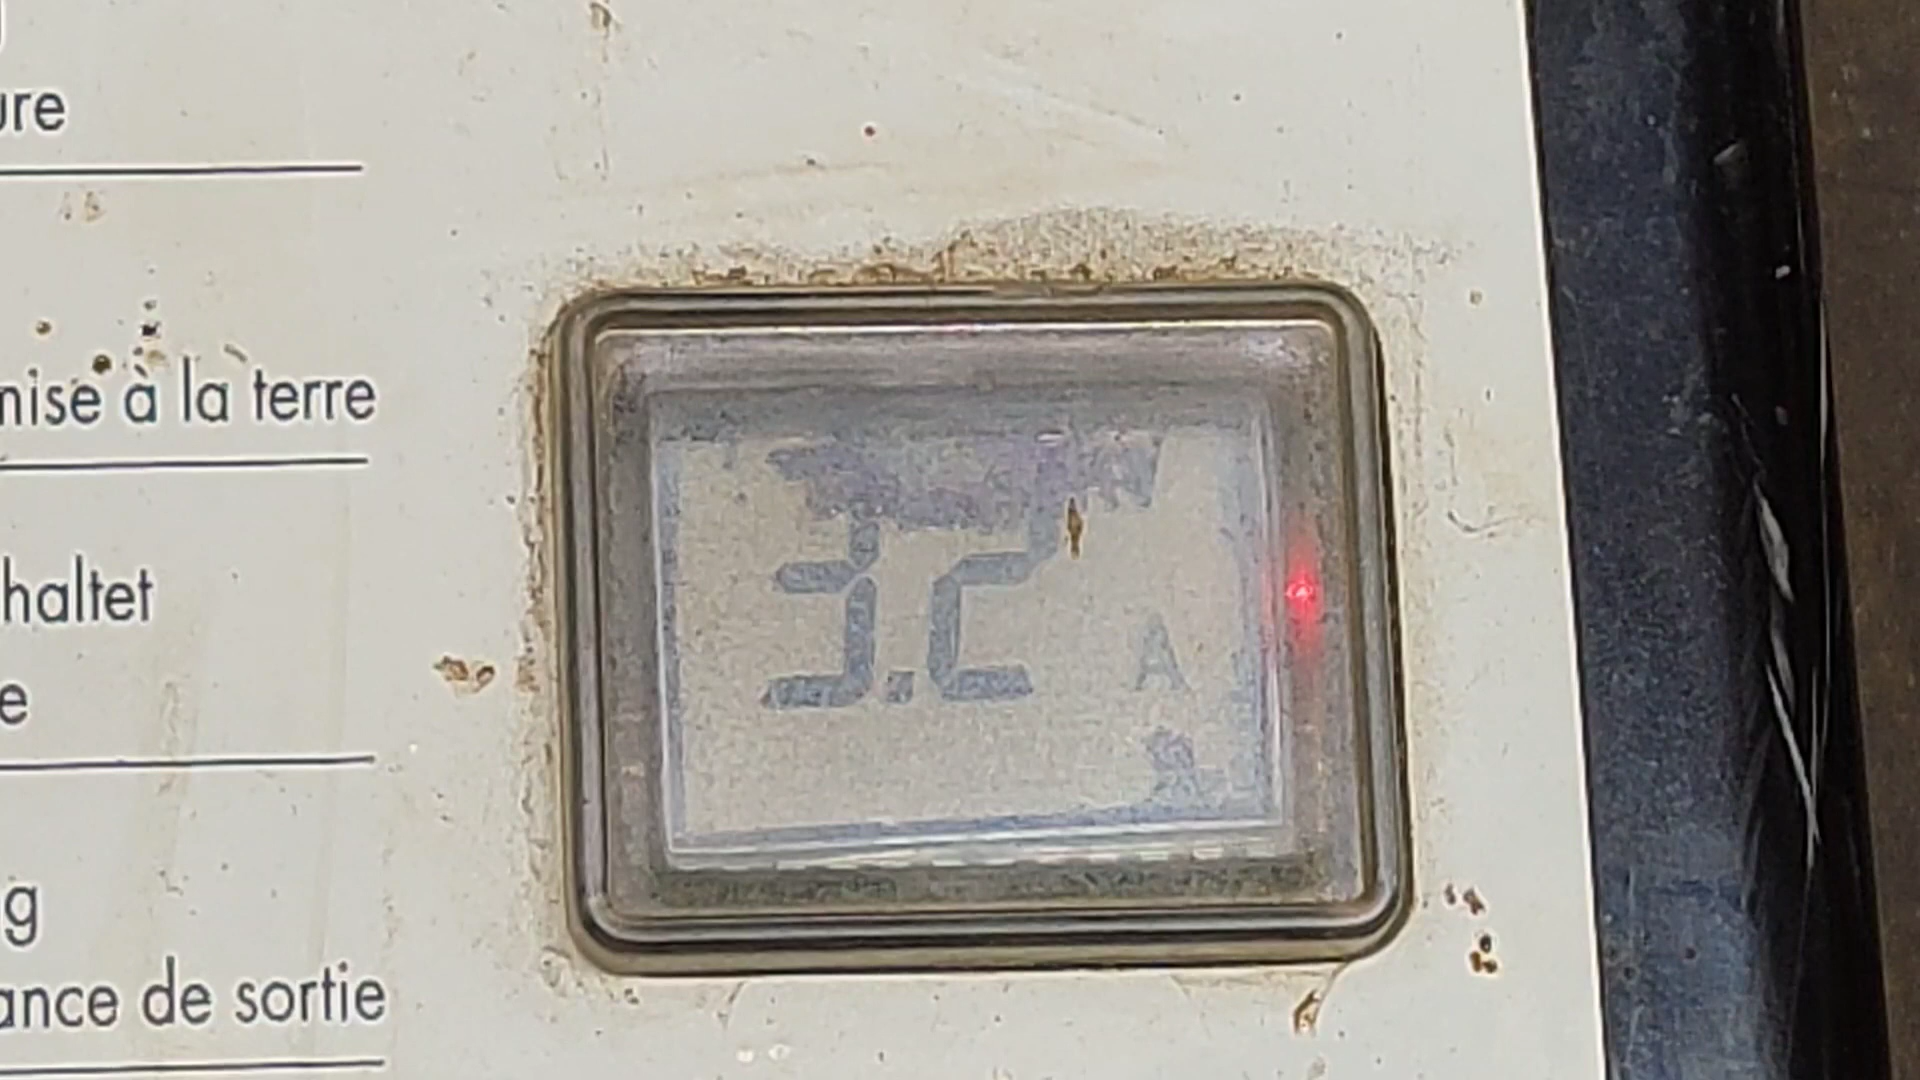 ure
mise à la terre
haltet
e
3.2 A
g
ance de sortie